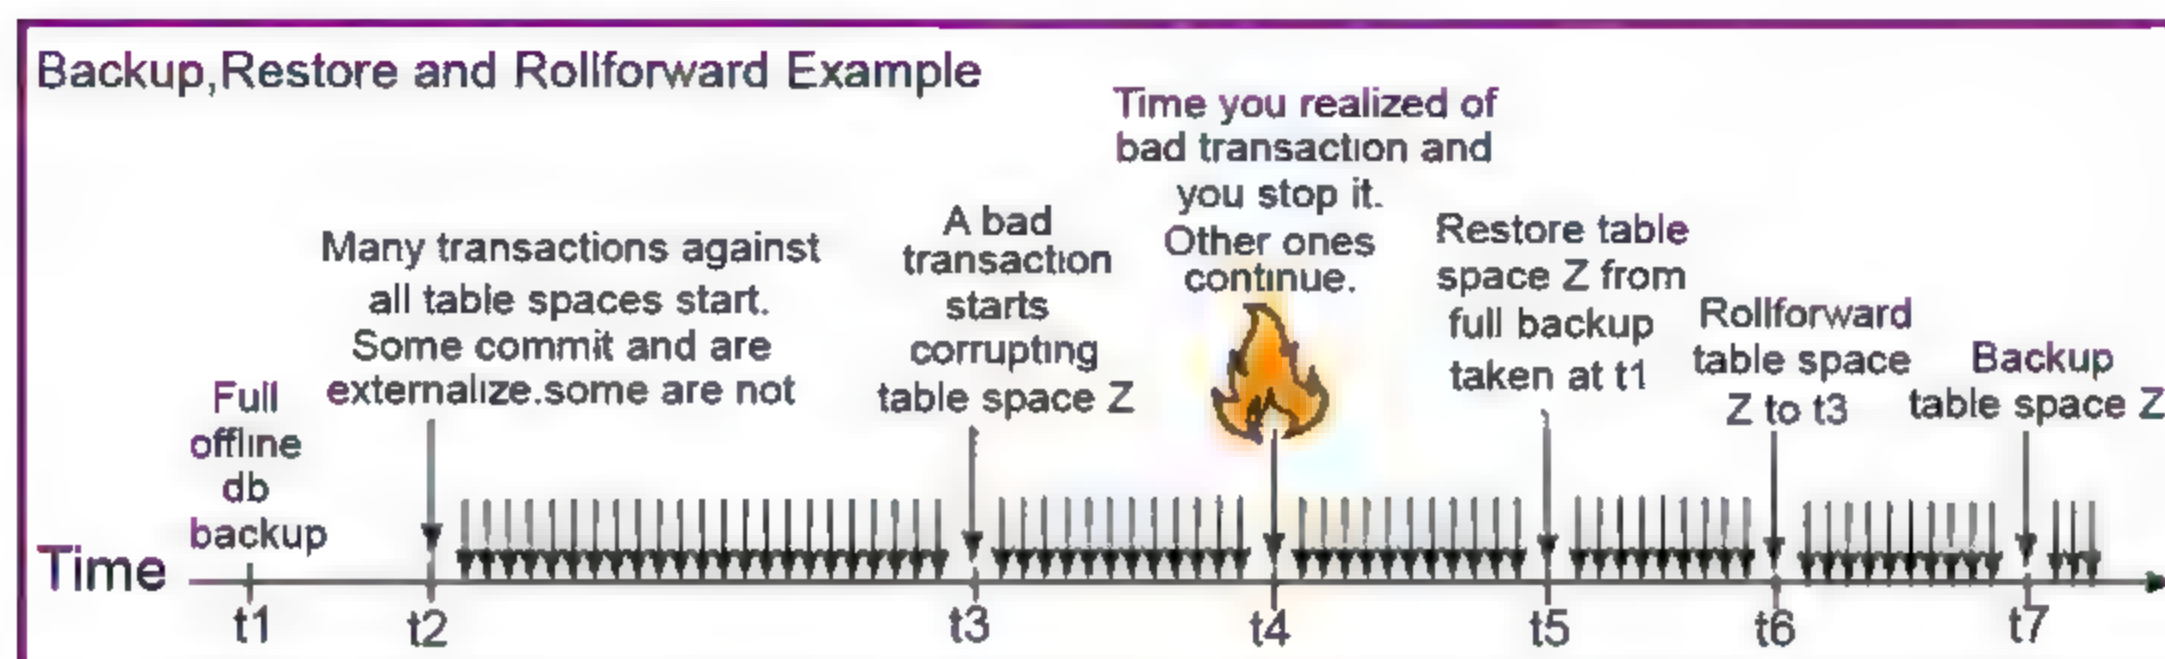 Backup,Restore and Rollforward Example
Time you realized of
bad transaction and
you stop it.
Other ones
continue.
Many transactions against
all table spaces start.
Some commit and are
externalize.some are not
A bad
transaction
starts
corrupting
table space Z
Restore table
space Z from
full backup
taken at t1
Rollforward
table space
Z to t3
Backup
table space Z
Full
offline
db
backup
Time
t1
t2
t3
t4
t5
t6
t7